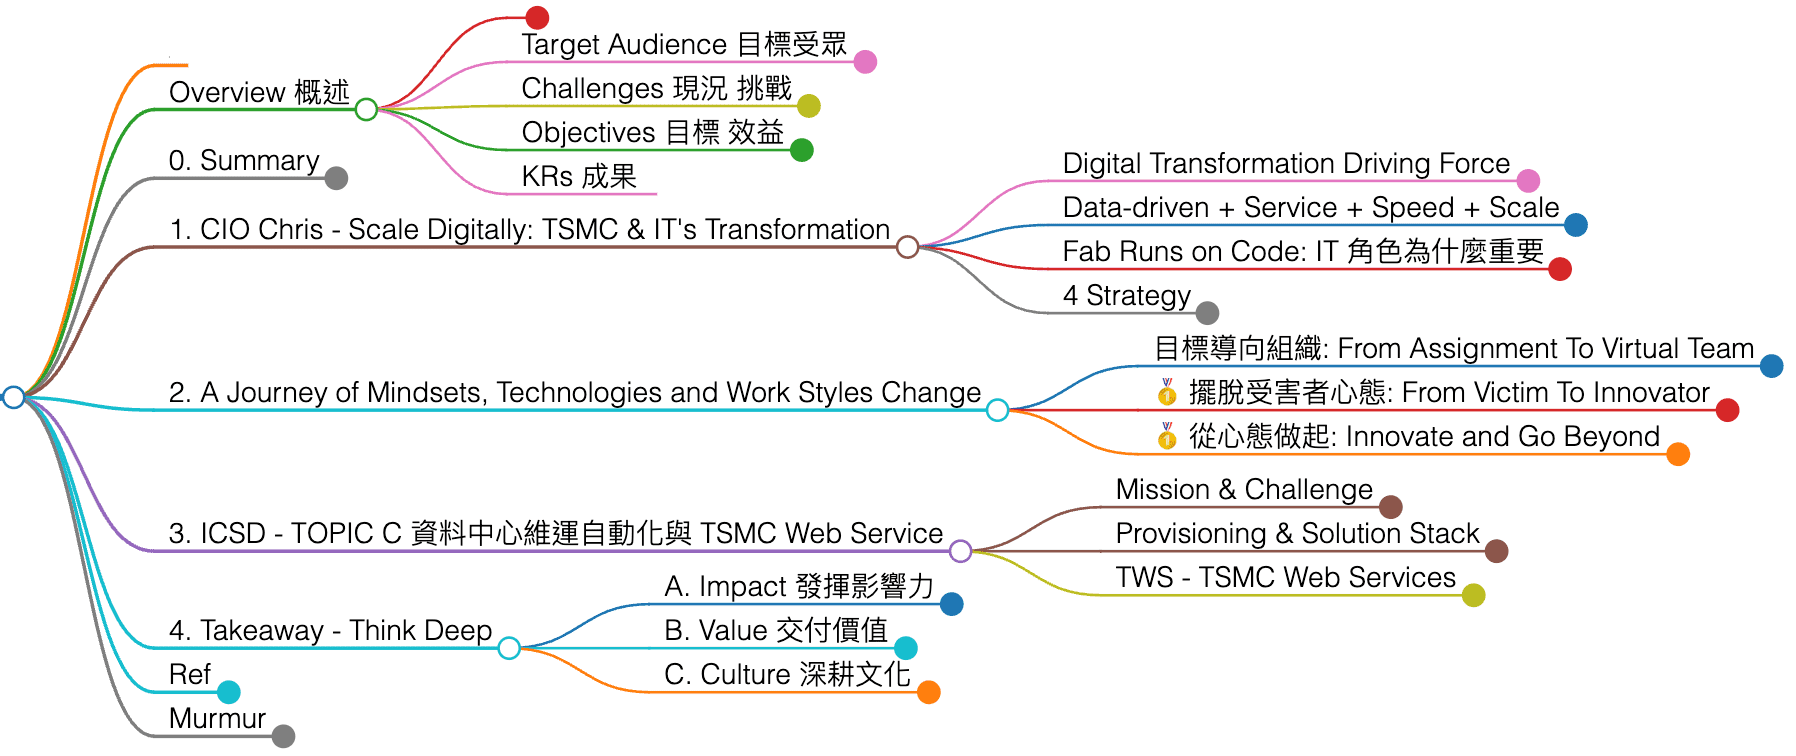 Overview 概述
Target Audience 目標受眾
Challenges 現況 挑戰
Objectives 目標 效益
KRs 成果
0. Summary
1. CIO Chris - Scale Digitally: TSMC & IT's Transformation
Digital Transformation Driving Force
Data-driven + Service + Speed + Scale
Fab Runs on Code: IT 角色為什麼重要
4 Strategy
2. A Journey of Mindsets, Technologies and Work Styles Change
目標導向組織: From Assignment To Virtual Team
🥇 擺脫受害者心態: From Victim To Innovator
🥇 從心態做起: Innovate and Go Beyond
3. ICSD - TOPIC C 資料中心維運自動化與 TSMC Web Service
Mission & Challenge
Provisioning & Solution Stack
TWS - TSMC Web Services
4. Takeaway - Think Deep
A. Impact 發揮影響力
B. Value 交付價值
C. Culture 深耕文化
Ref
Murmur